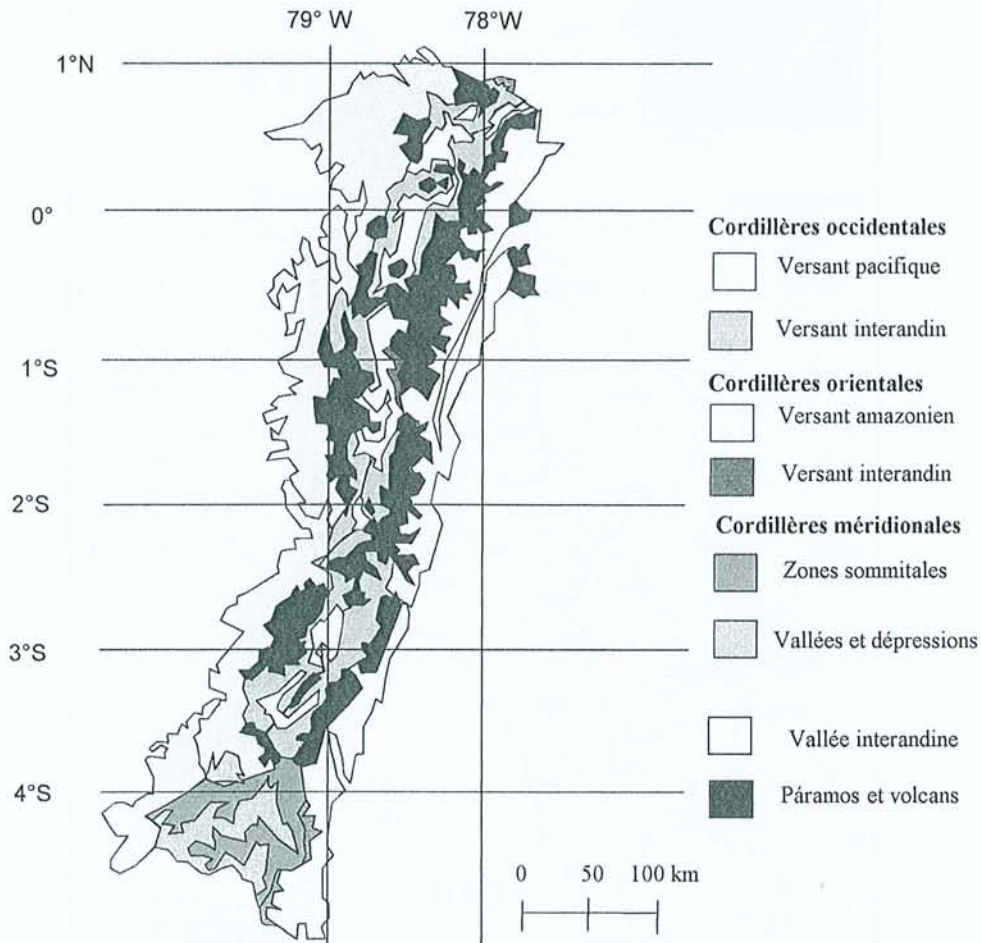 79° W
78° W
1°N
0°
1°S
2°S
3°S
4°S
Cordillères occidentales
Versant pacifique
Versant interandin
Cordillères orientales
Versant amazonien
Versant interandin
Cordillères méridionales
Zones sommitales
Vallées et dépressions
Vallée interandine
Páramos et volcans
0 50 100 km